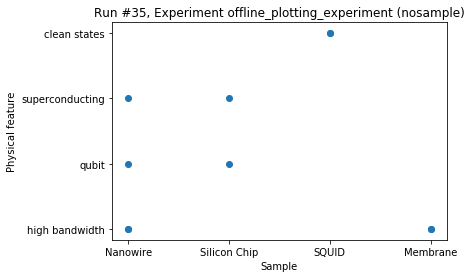 Run #35, Experiment offline_plotting_experiment (nosample)
clean states
superconducting
qubit
high bandwidth
Physical feature
Nanowire
Silicon Chip
SQUID
Membrane
Sample